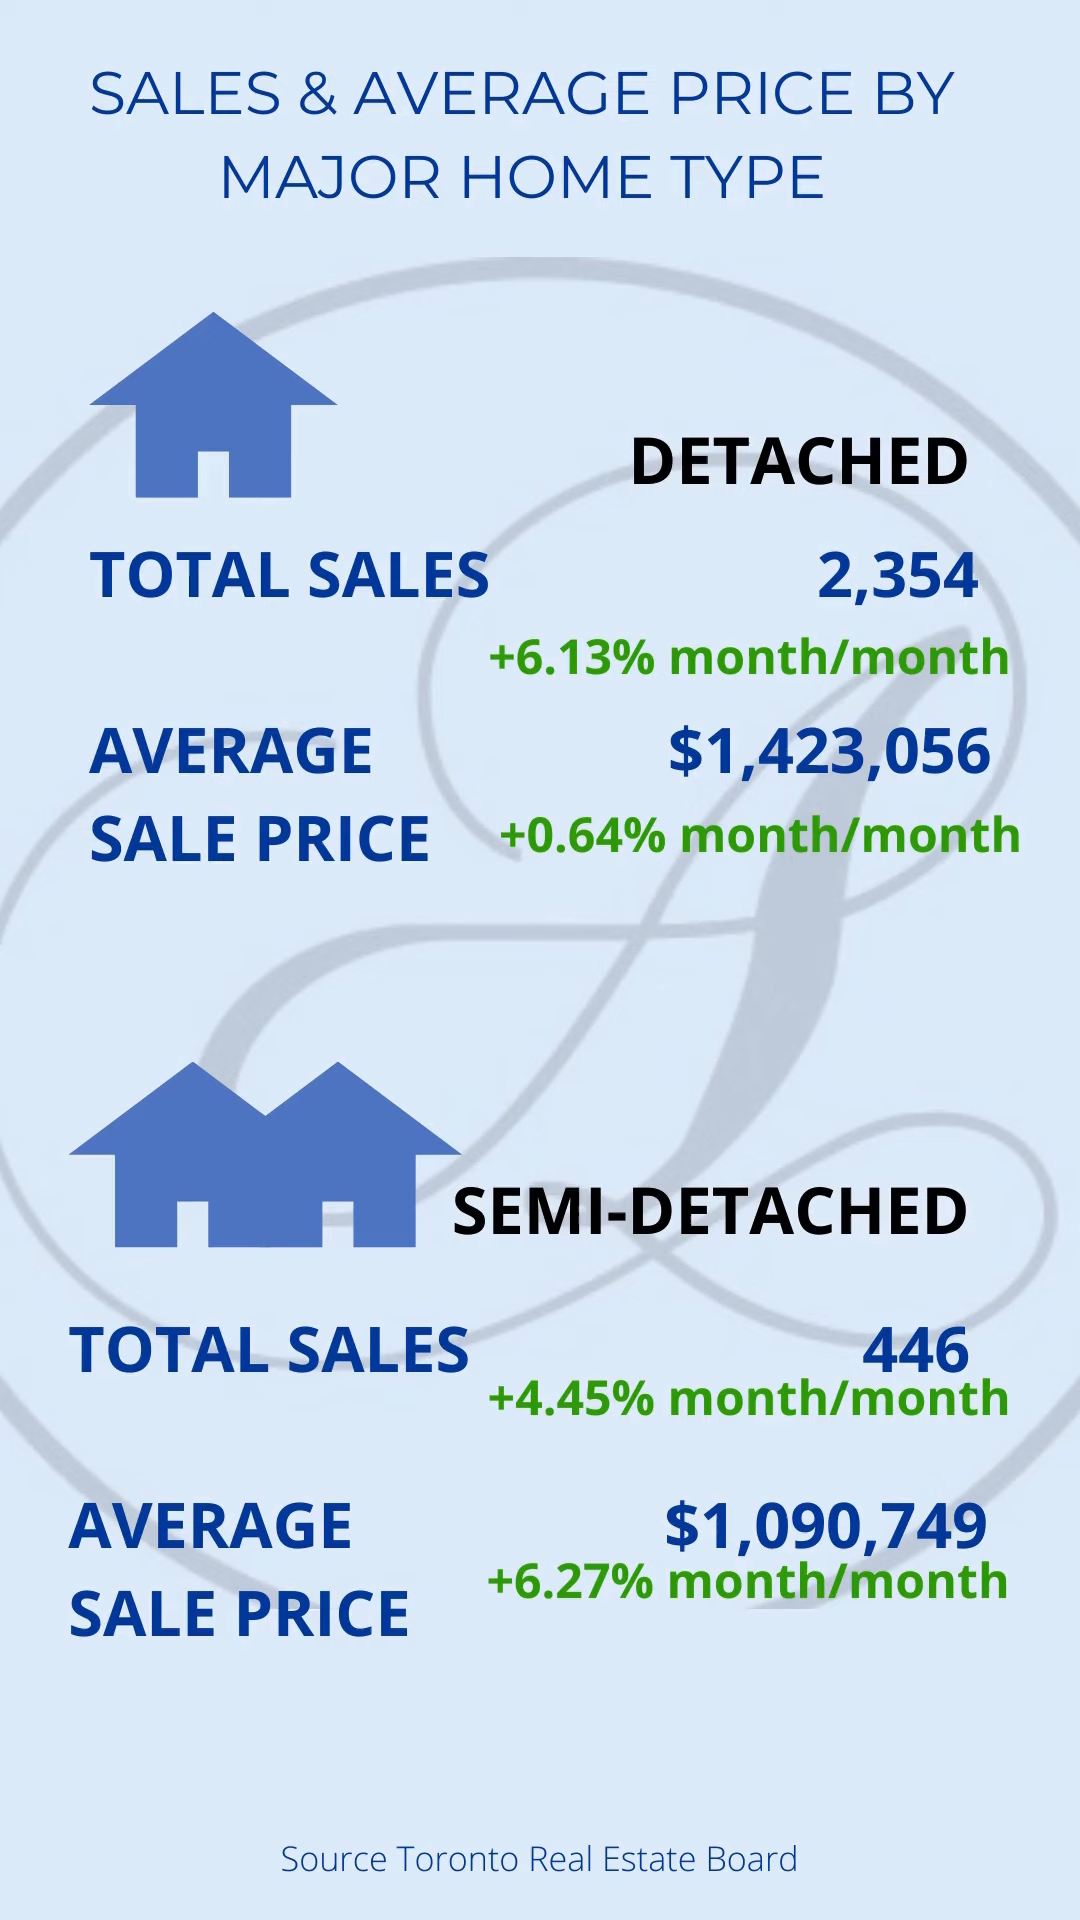 SALES & AVERAGE PRICE BY
MAJOR HOME TYPE
DETACHED
TOTAL SALES 2,354
+6.13% month/month
AVERAGE $1,423,056
SALE PRICE +0.64% month/month
SEMI-DETACHED
TOTAL SALES 446
+4.45% month/month
AVERAGE $1,090,749
+6.27% month/month
SALE PRICE
Source Toronto Real Estate Board